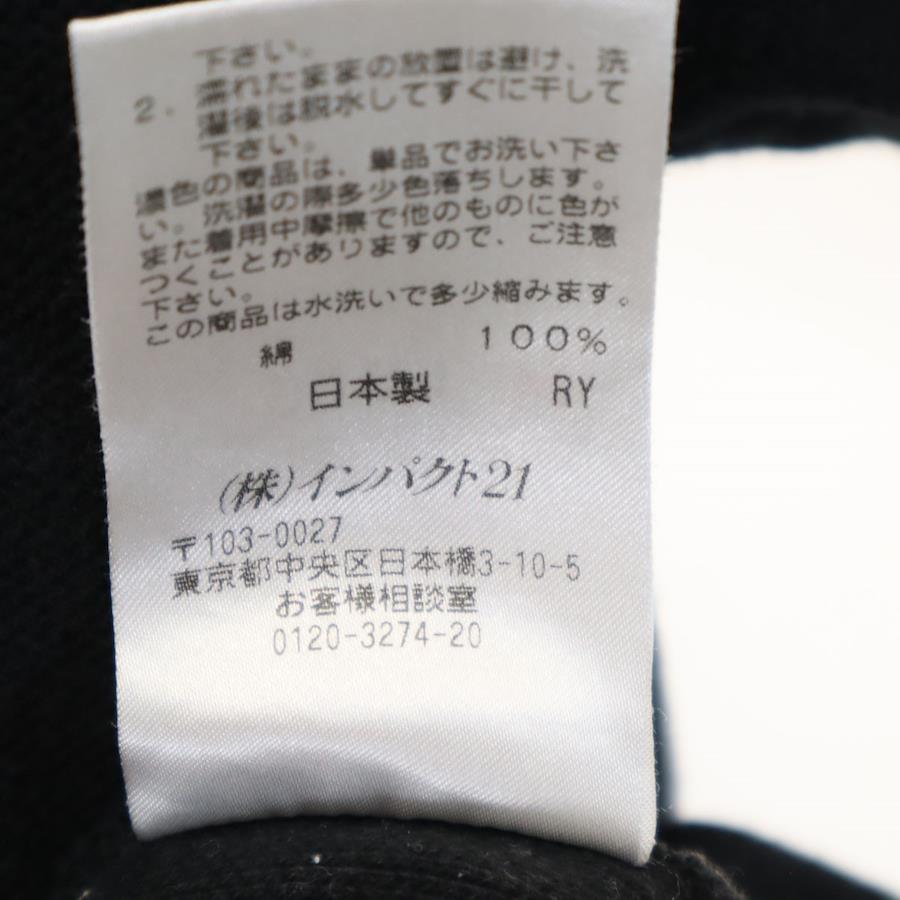 下さい。
2. 濡れたままの放置は避け、洗
濯後は脱水してすぐに干して
下さい。
濃色の商品は、単品でお洗い下さ
い。洗濯の際多少色落ちします。
また着用中摩擦で他のものに色が
つくことがありますので、ご注意
下さい。
この商品は水洗いで多少縮みます。
綿 100%
日本製 RY
(株)インパクト21
〒103-0027
東京都中央区日本橋3-10-5
お客様相談室
0120-3274-20